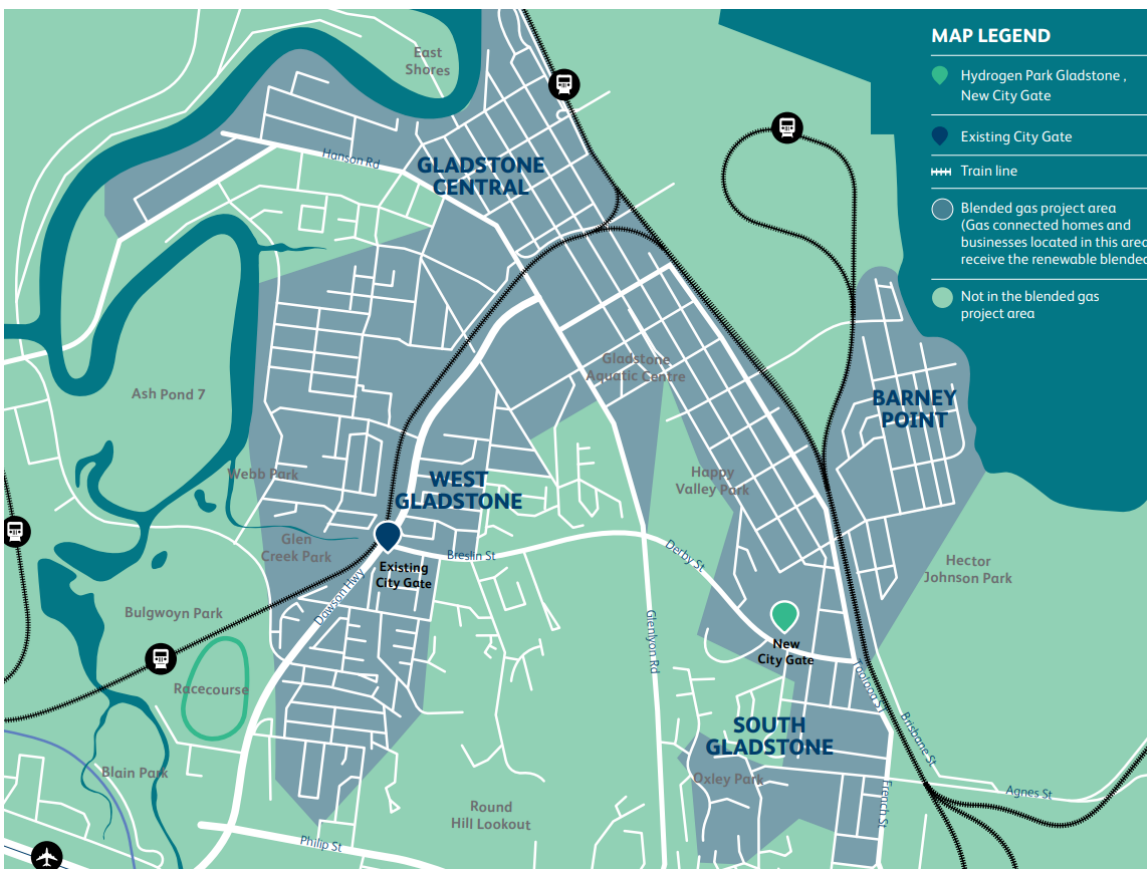 MAP LEGEND
Hydrogen Park Gladstone ,
New City Gate
Existing City Gate
Train line
Blended gas project area
(Gas connected homes and
businesses located in this area
receive the renewable blended
Not in the blended gas
project area
East
Shores
Hanson Rd
GLADSTONE
CENTRAL
Gladstone
Aquatic Centre
Ash Pond 7
BARNEY
POINT
Webb Park
WEST
GLADSTONE
Happy
Valley Park
Glen
Creek Park
Existing
City Gate
Breslin St
Derby St
Hector
Johnson Park
Dawson Hwy
Bulgwoyn Park
Glenlyon Rd
New
City Gate
Racecourse
Toolooa St
Brisbane St
SOUTH
GLADSTONE
Blain Park
Oxley Park
Round
Hill Lookout
French St
Agnes St
Philip St